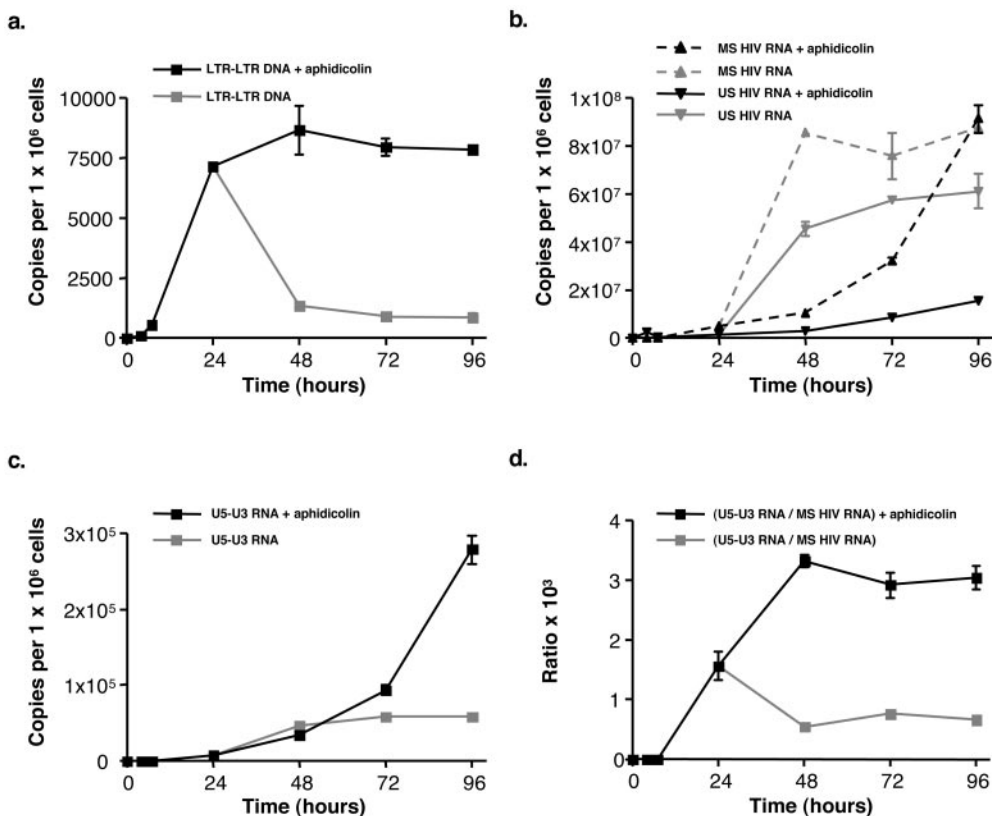 a.
LTR-LTR DNA + aphidicolin
LTR-LTR DNA
Copies per 1 x 10⁶ cells
10000
7500
5000
2500
0
0 24 48 72 96
Time (hours)
b.
MS HIV RNA + aphidicolin
MS HIV RNA
US HIV RNA + aphidicolin
US HIV RNA
Copies per 1 x 10⁶ cells
1x10⁸
8x10⁷
6x10⁷
4x10⁷
2x10⁷
0
0 24 48 72 96
Time (hours)
c.
U5-U3 RNA + aphidicolin
U5-U3 RNA
Copies per 1 x 10⁶ cells
3x10⁵
2x10⁵
1x10⁵
0
0 24 48 72 96
Time (hours)
d.
(U5-U3 RNA / MS HIV RNA) + aphidicolin
(U5-U3 RNA / MS HIV RNA)
Ratio x 10³
4
3
2
1
0
0 24 48 72 96
Time (hours)